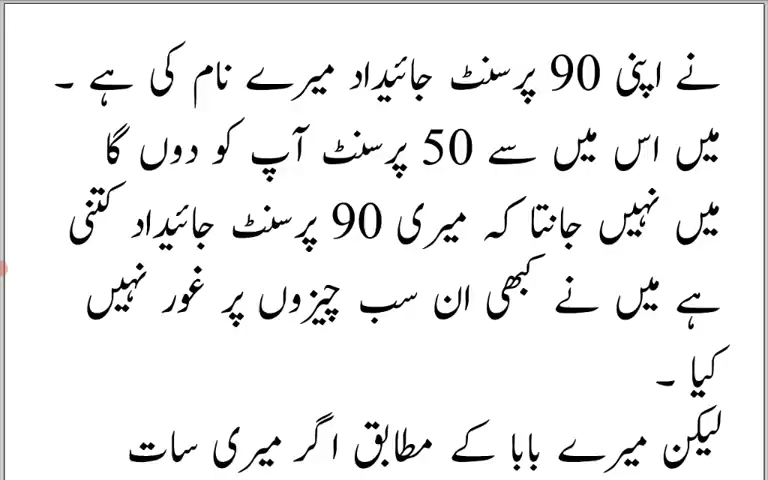 نے اپنی 90 پرسنٹ جائیداد میرے نام کی ہے ۔
میں اس میں سے 50 پرسنٹ آپ کو دوں گا
میں نہیں جانتا کہ میری 90 پرسنٹ جائیداد کتنی
ہے میں نے کبھی ان سب چیزوں پر غور نہیں
کیا ۔
لیکن میرے بابا کے مطابق اگر میری سات